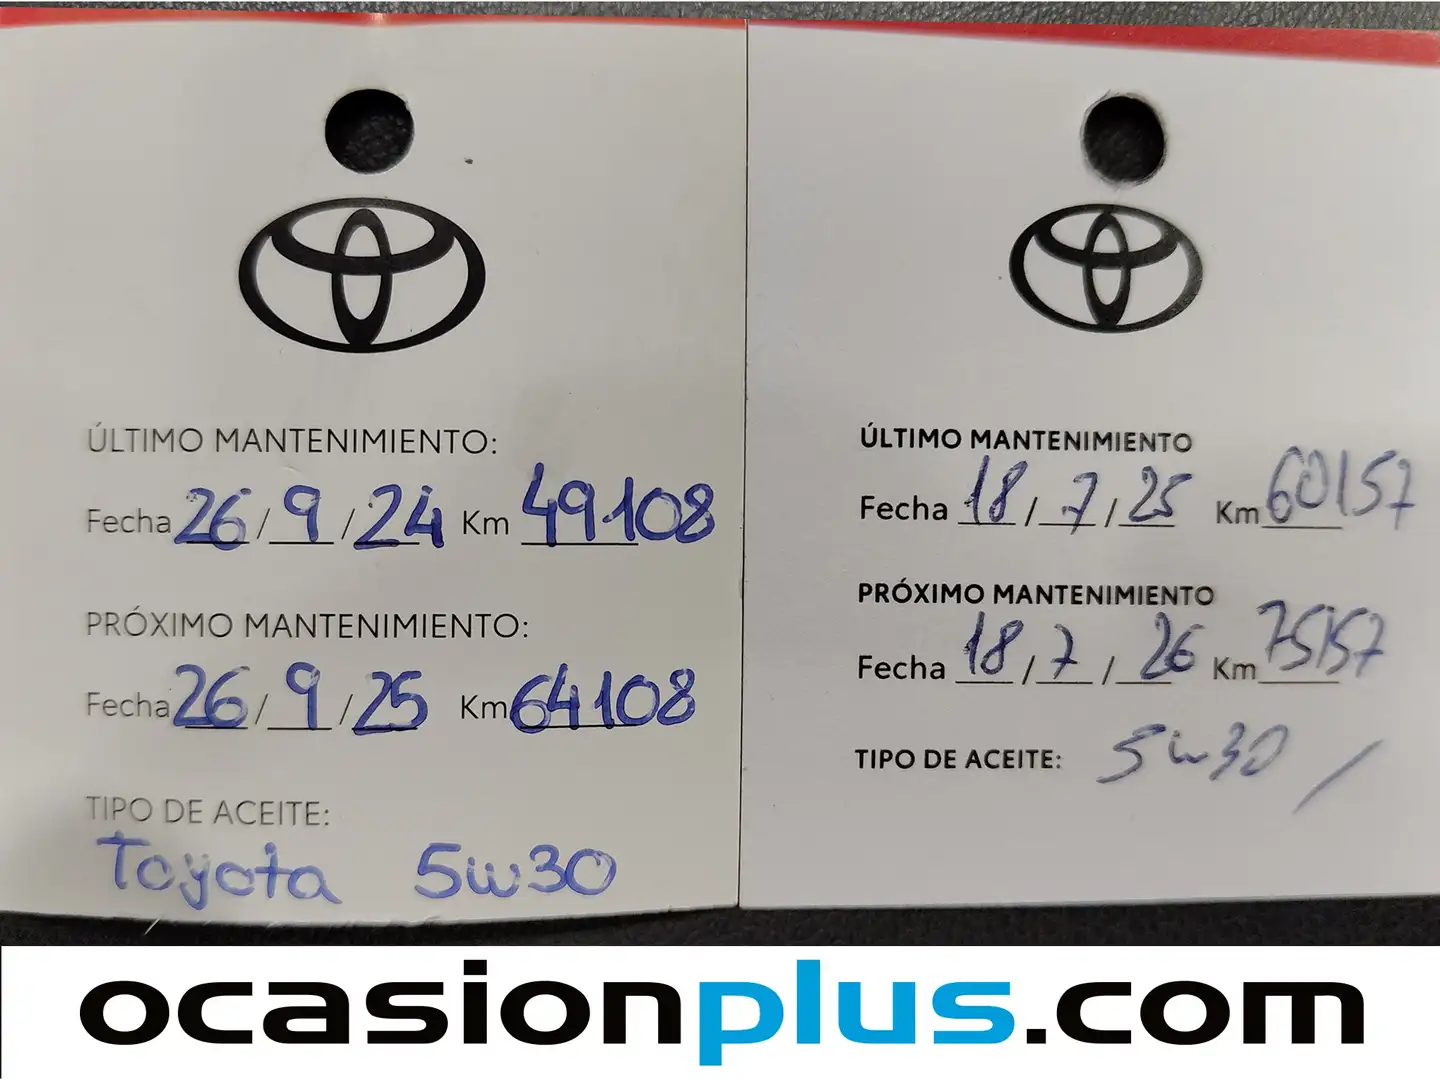 ÚLTIMO MANTENIMIENTO:
Fecha 26 / 9 / 24 Km 49108
PRÓXIMO MANTENIMIENTO:
Fecha 26 / 9 / 25 Km 64108
TIPO DE ACEITE:
Toyota 5w30
ÚLTIMO MANTENIMIENTO
Fecha 18 / 7 / 25 Km 60157
PRÓXIMO MANTENIMIENTO
Fecha 18 / 7 / 26 Km 75157
TIPO DE ACEITE: 5w30 /
ocasionplus.com